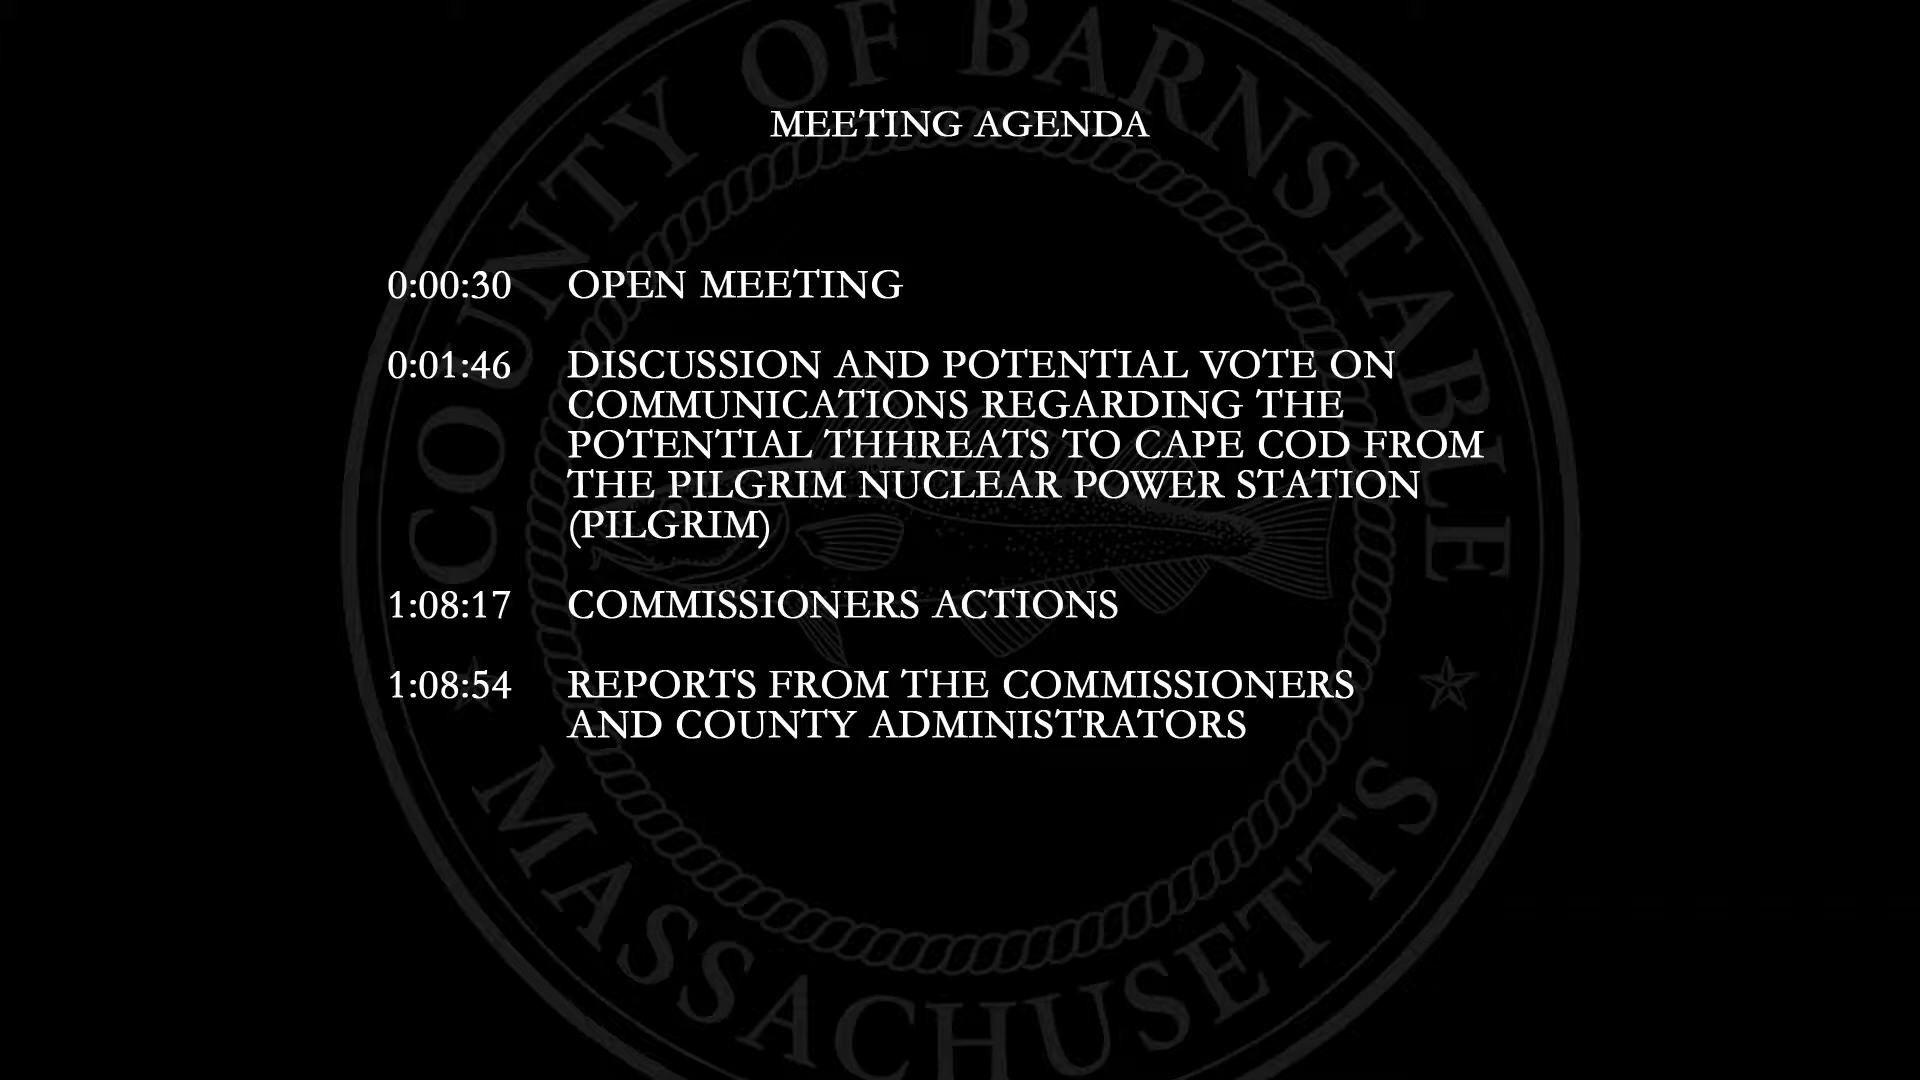 COUNTY OF BARNSTABLE
MEETING AGENDA
0:00:30 OPEN MEETING
0:01:46 DISCUSSION AND POTENTIAL VOTE ON
COMMUNICATIONS REGARDING THE
POTENTIAL THHREATS TO CAPE COD FROM
THE PILGRIM NUCLEAR POWER STATION
(PILGRIM)
1:08:17 COMMISSIONERS ACTIONS
1:08:54 REPORTS FROM THE COMMISSIONERS
AND COUNTY ADMINISTRATORS
MASSACHUSETTS